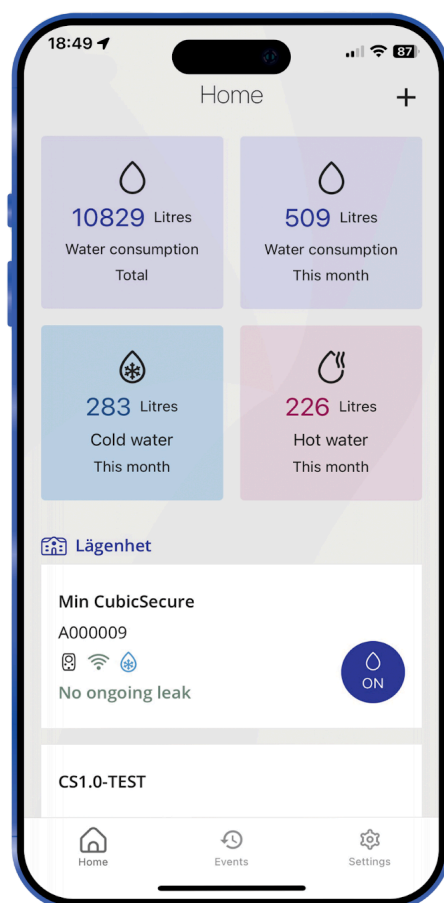 18:49
87
Home
10829 Litres
Water consumption
Total
509 Litres
Water consumption
This month
283 Litres
Cold water
This month
226 Litres
Hot water
This month
Lägenhet
Min CubicSecure
A000009
No ongoing leak
ON
CS1.0-TEST
Home
Events
Settings